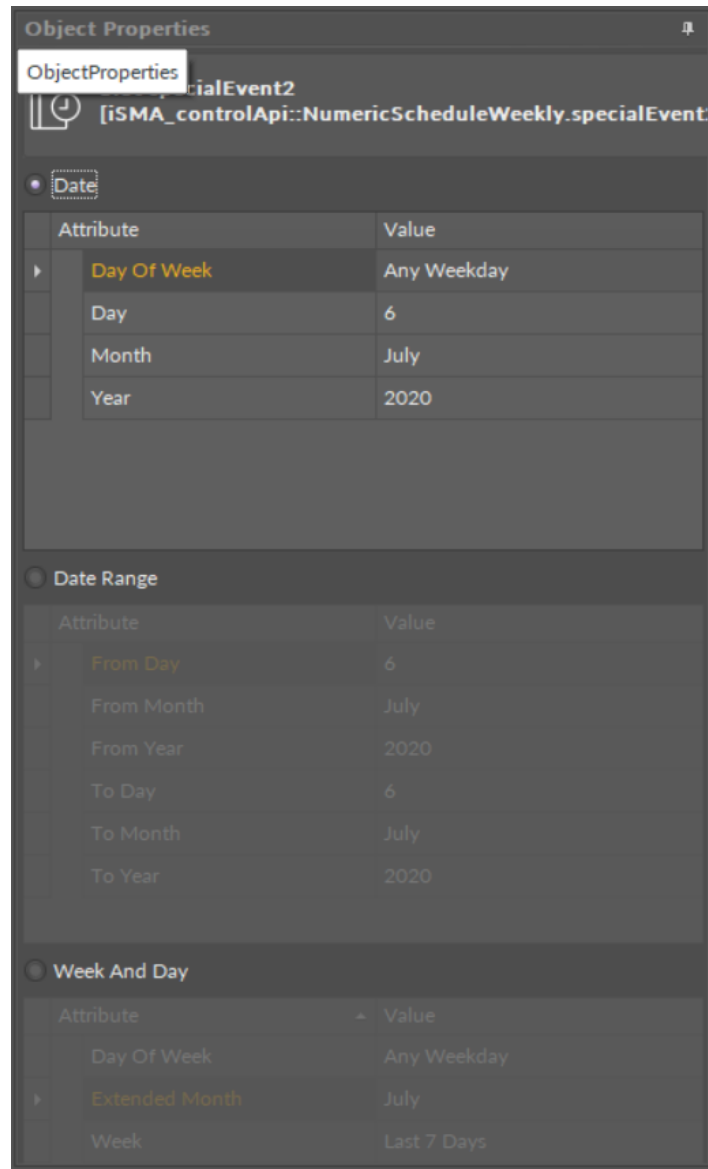 Object Properties
ObjectProperties
ialEvent2
[iSMA_controlApi::NumericScheduleWeekly.specialEvent
Date
Attribute Value
Day Of Week Any Weekday
Day 6
Month July
Year 2020
Date Range
Attribute Value
From Day 6
From Month July
From Year 2020
To Day 6
To Month July
To Year 2020
Week And Day
Attribute Value
Day Of Week Any Weekday
Extended Month July
Week Last 7 Days